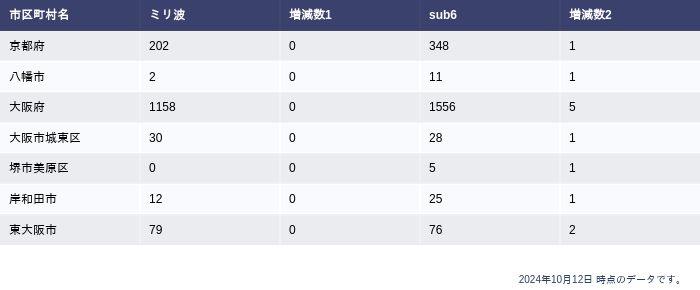 市区町村名 ミリ波 増減数1 sub6 増減数2
京都府 202 0 348 1
八幡市 2 0 11 1
大阪府 1158 0 1556 5
大阪市城東区 30 0 28 1
堺市美原区 0 0 5 1
岸和田市 12 0 25 1
東大阪市 79 0 76 2
2024年10月12日 時点のデータです。